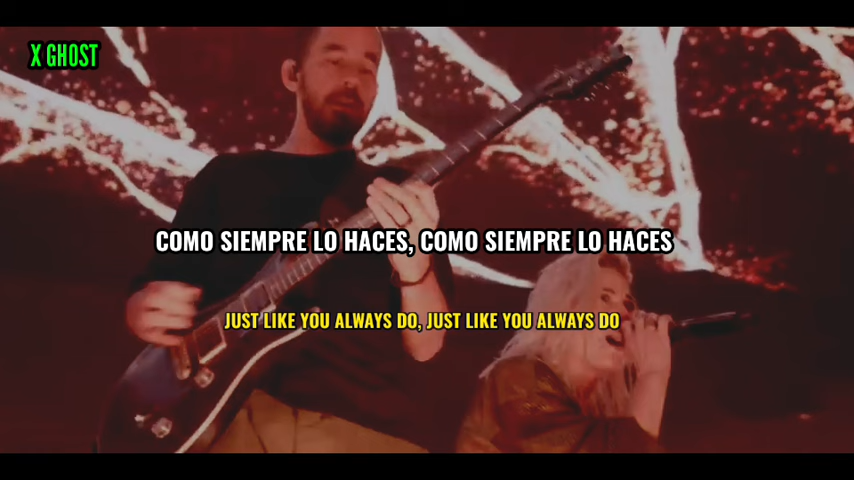 X GHOST
COMO SIEMPRE LO HACES, COMO SIEMPRE LO HACES
JUST LIKE YOU ALWAYS DO, JUST LIKE YOU ALWAYS DO